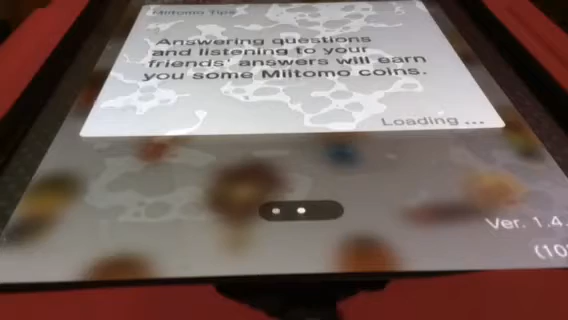 Miitomo Tips
Answering questions
and listening to your
friends' answers will earn
you some Miitomo coins.
Loading ...
Ver. 1.4.
(10